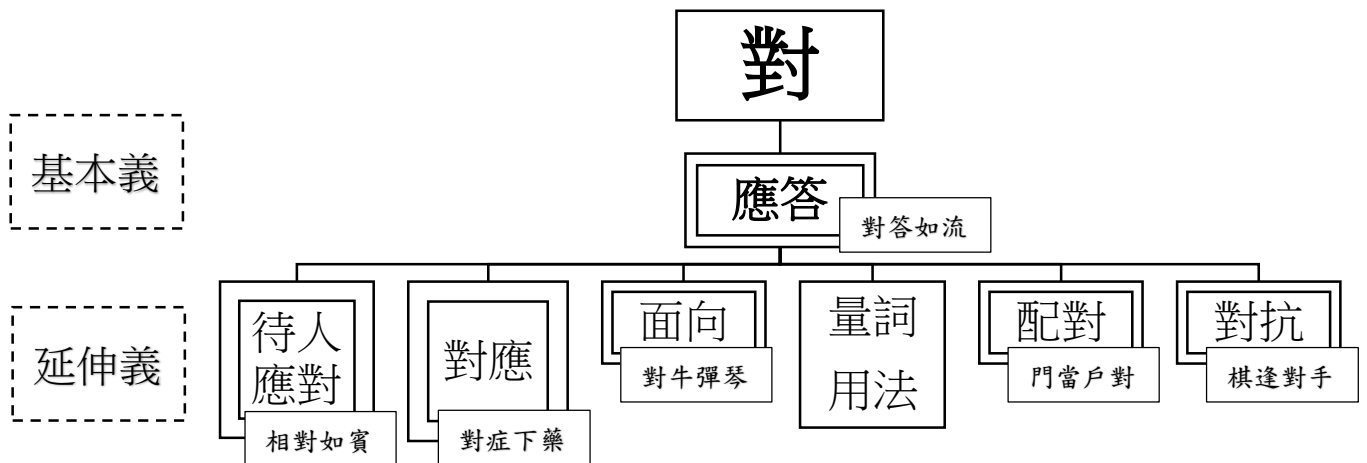 對
基本義
應答
對答如流
延伸義
待人
應對
相對如賓
對應
對症下藥
面向
對牛彈琴
量詞
用法
配對
門當戶對
對抗
棋逢對手